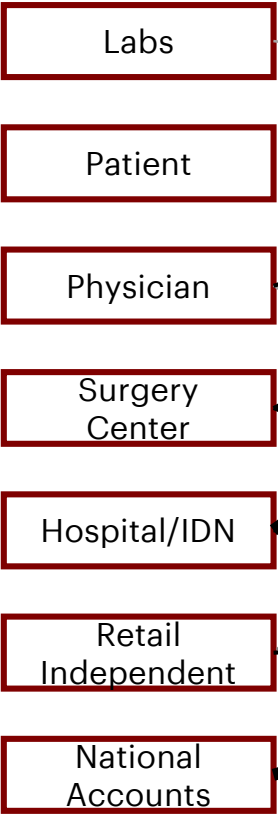 Labs
Patient
Physician
Surgery
Center
Hospital/IDN
Retail
Independent
National
Accounts